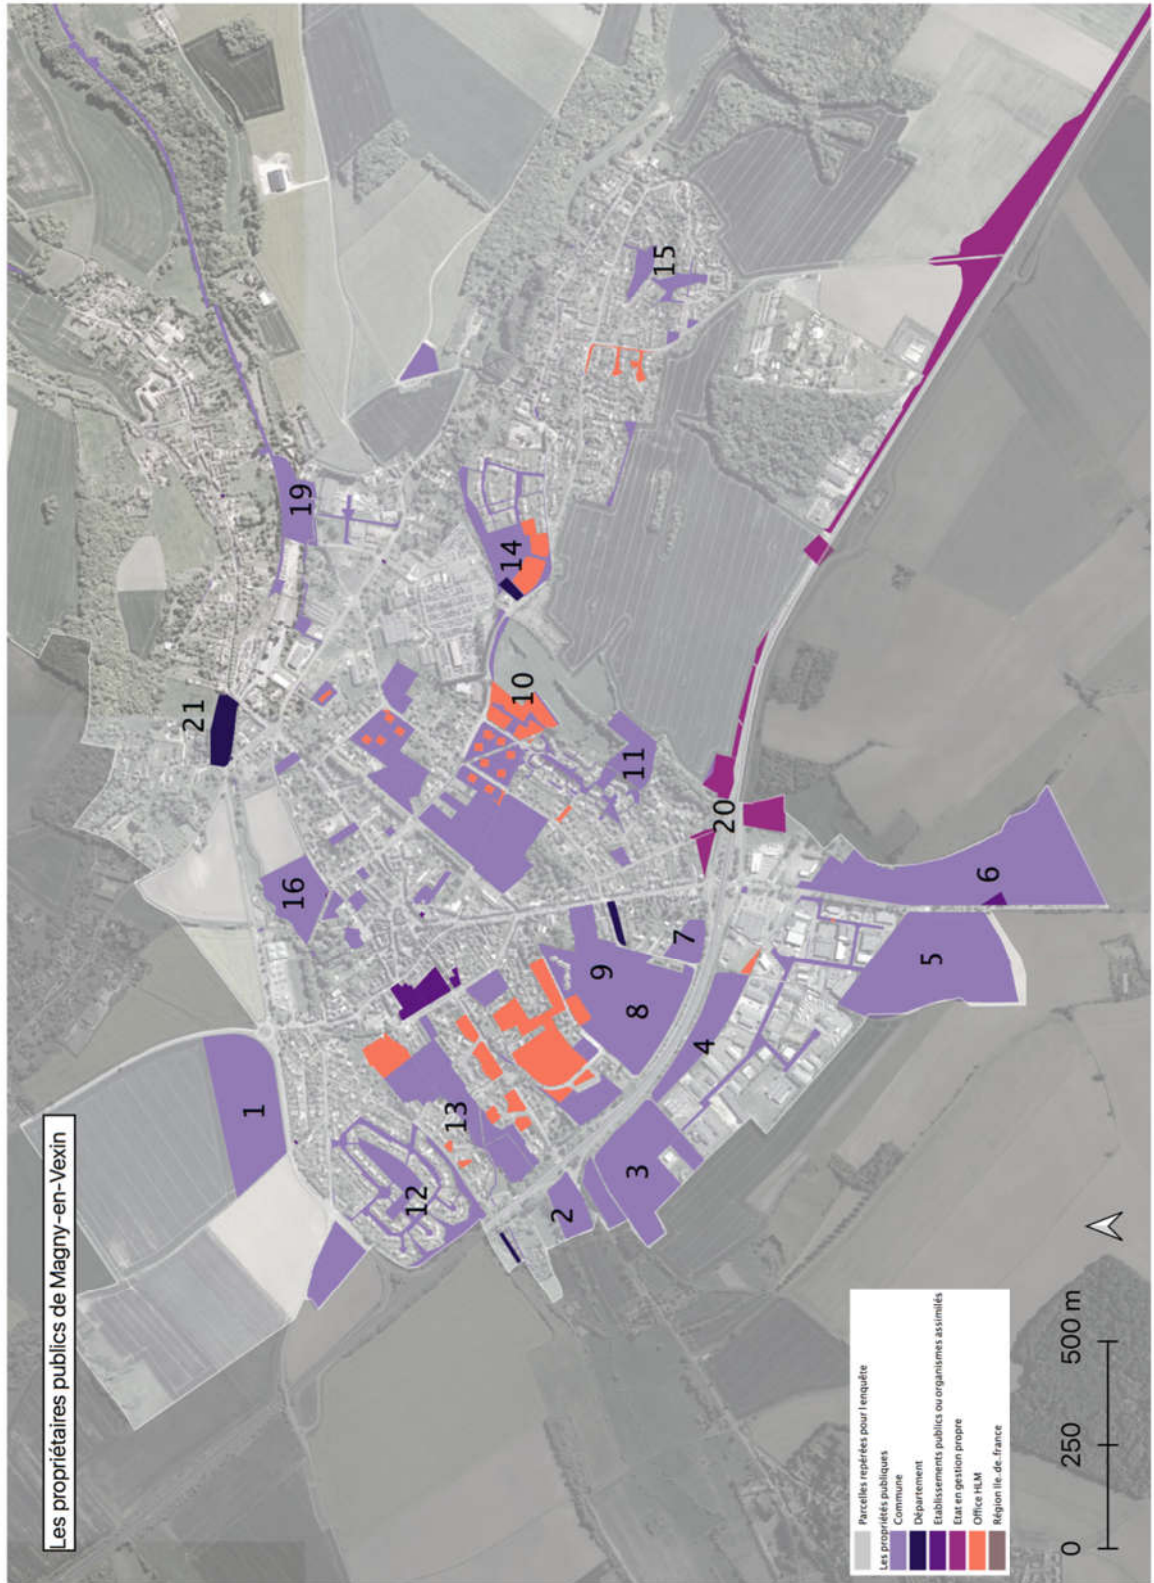 Les propriétaires publics de Magny-en-Vexin
1
2
3
4
5
6
7
8
9
10
11
12
13
14
15
16
19
20
21
Parcelles repérées pour l enquête
Les propriétés publiques
Commune
Département
Etablissements publics ou organismes assimilés
Etat en gestion propre
Office HLM
Région Ile-de-france
0 250 500 m